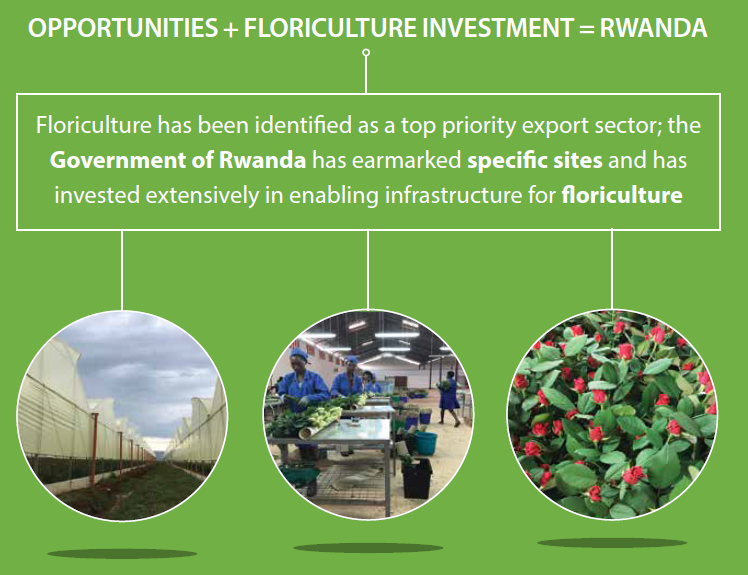 OPPORTUNITIES + FLORICULTURE INVESTMENT = RWANDA
Floriculture has been identified as a top priority export sector; the
Government of Rwanda has earmarked specific sites and has
invested extensively in enabling infrastructure for floriculture